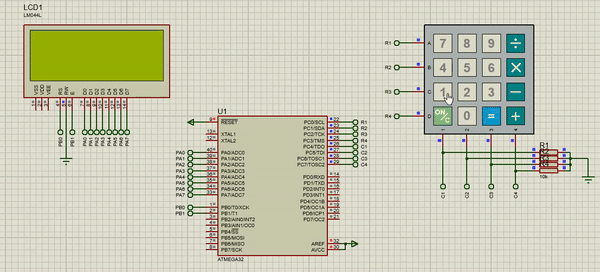 LCD1
LM044L
VSS
VDD
VEE
RS
RW
E
D0
D1
D2
D3
D4
D5
D6
D7
PB0
PB1
PA0
PA1
PA2
PA3
PA4
PA5
PA6
PA7
R1
R2
R3
R4
A
B
C
D
7 8 9 ÷
4 5 6 ×
1 2 3 −
ON/C 0 = +
1 2 3 4
C1
C2
C3
C4
R1
10k
U1
9 RESET
13 XTAL1
12 XTAL2
PA0 40 PA0/ADC0
PA1 39 PA1/ADC1
PA2 38 PA2/ADC2
PA3 37 PA3/ADC3
PA4 36 PA4/ADC4
PA5 35 PA5/ADC5
PA6 34 PA6/ADC6
PA7 33 PA7/ADC7
PB0 1 PB0/T0/XCK
PB1 2 PB1/T1
3 PB2/AIN0/INT2
4 PB3/AIN1/OC0
5 PB4/SS
6 PB5/MOSI
7 PB6/MISO
8 PB7/SCK
PC0/SCL 22 R1
PC1/SDA 23 R2
PC2/TCK 24 R3
PC3/TMS 25 R4
PC4/TDO 26 C1
PC5/TDI 27 C2
PC6/TOSC1 28 C3
PC7/TOSC2 29 C4
PD0/RXD 14
PD1/TXD 15
PD2/INT0 16
PD3/INT1 17
PD4/OC1B 18
PD5/OC1A 19
PD6/ICP1 20
PD7/OC2 21
AREF 32
AVCC 30
ATMEGA32